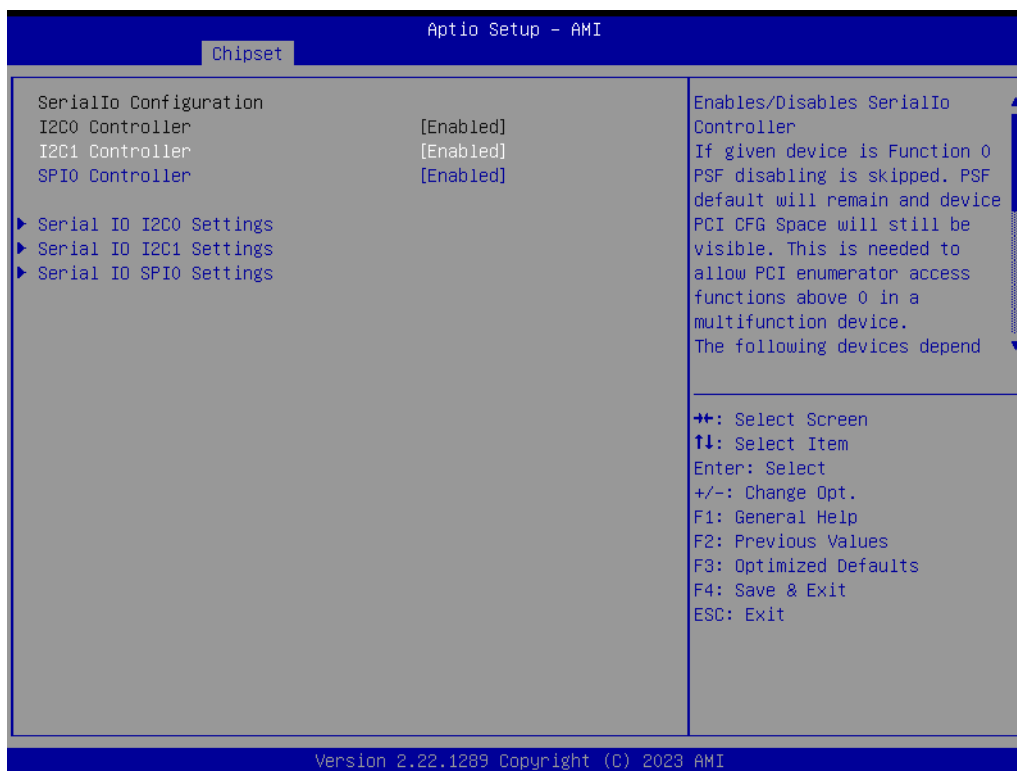 Aptio Setup – AMI
Chipset
SerialIo Configuration
I2C0 Controller [Enabled]
I2C1 Controller [Enabled]
SPI0 Controller [Enabled]
Serial IO I2C0 Settings
Serial IO I2C1 Settings
Serial IO SPI0 Settings
Enables/Disables SerialIo
Controller
If given device is Function 0
PSF disabling is skipped. PSF
default will remain and device
PCI CFG Space will still be
visible. This is needed to
allow PCI enumerator access
functions above 0 in a
multifunction device.
The following devices depend
→←: Select Screen
↑↓: Select Item
Enter: Select
+/-: Change Opt.
F1: General Help
F2: Previous Values
F3: Optimized Defaults
F4: Save & Exit
ESC: Exit
Version 2.22.1289 Copyright (C) 2023 AMI